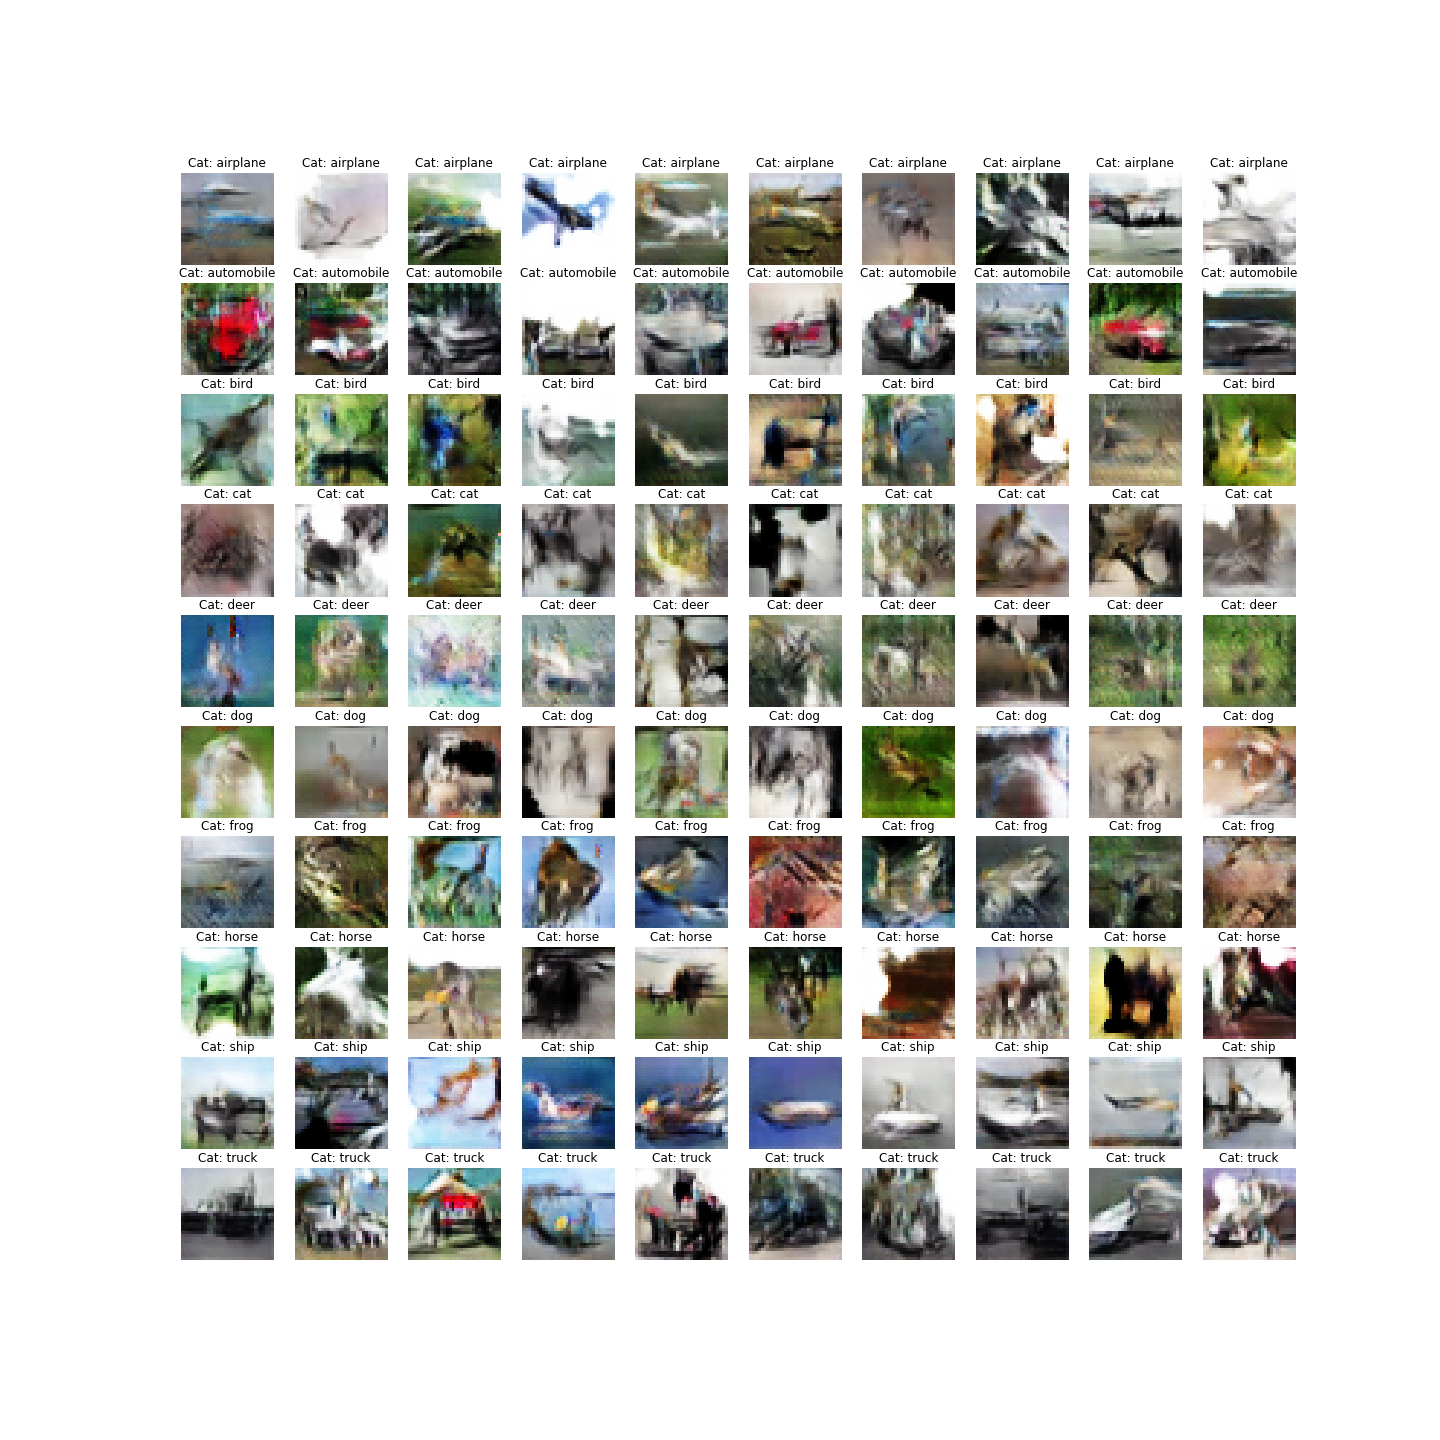 Cat: airplane Cat: airplane Cat: airplane Cat: airplane Cat: airplane Cat: airplane Cat: airplane Cat: airplane Cat: airplane Cat: airplane
Cat: automobile Cat: automobile Cat: automobile Cat: automobile Cat: automobile Cat: automobile Cat: automobile Cat: automobile Cat: automobile Cat: automobile
Cat: bird Cat: bird Cat: bird Cat: bird Cat: bird Cat: bird Cat: bird Cat: bird Cat: bird Cat: bird
Cat: cat Cat: cat Cat: cat Cat: cat Cat: cat Cat: cat Cat: cat Cat: cat Cat: cat Cat: cat
Cat: deer Cat: deer Cat: deer Cat: deer Cat: deer Cat: deer Cat: deer Cat: deer Cat: deer Cat: deer
Cat: dog Cat: dog Cat: dog Cat: dog Cat: dog Cat: dog Cat: dog Cat: dog Cat: dog Cat: dog
Cat: frog Cat: frog Cat: frog Cat: frog Cat: frog Cat: frog Cat: frog Cat: frog Cat: frog Cat: frog
Cat: horse Cat: horse Cat: horse Cat: horse Cat: horse Cat: horse Cat: horse Cat: horse Cat: horse Cat: horse
Cat: ship Cat: ship Cat: ship Cat: ship Cat: ship Cat: ship Cat: ship Cat: ship Cat: ship Cat: ship
Cat: truck Cat: truck Cat: truck Cat: truck Cat: truck Cat: truck Cat: truck Cat: truck Cat: truck Cat: truck